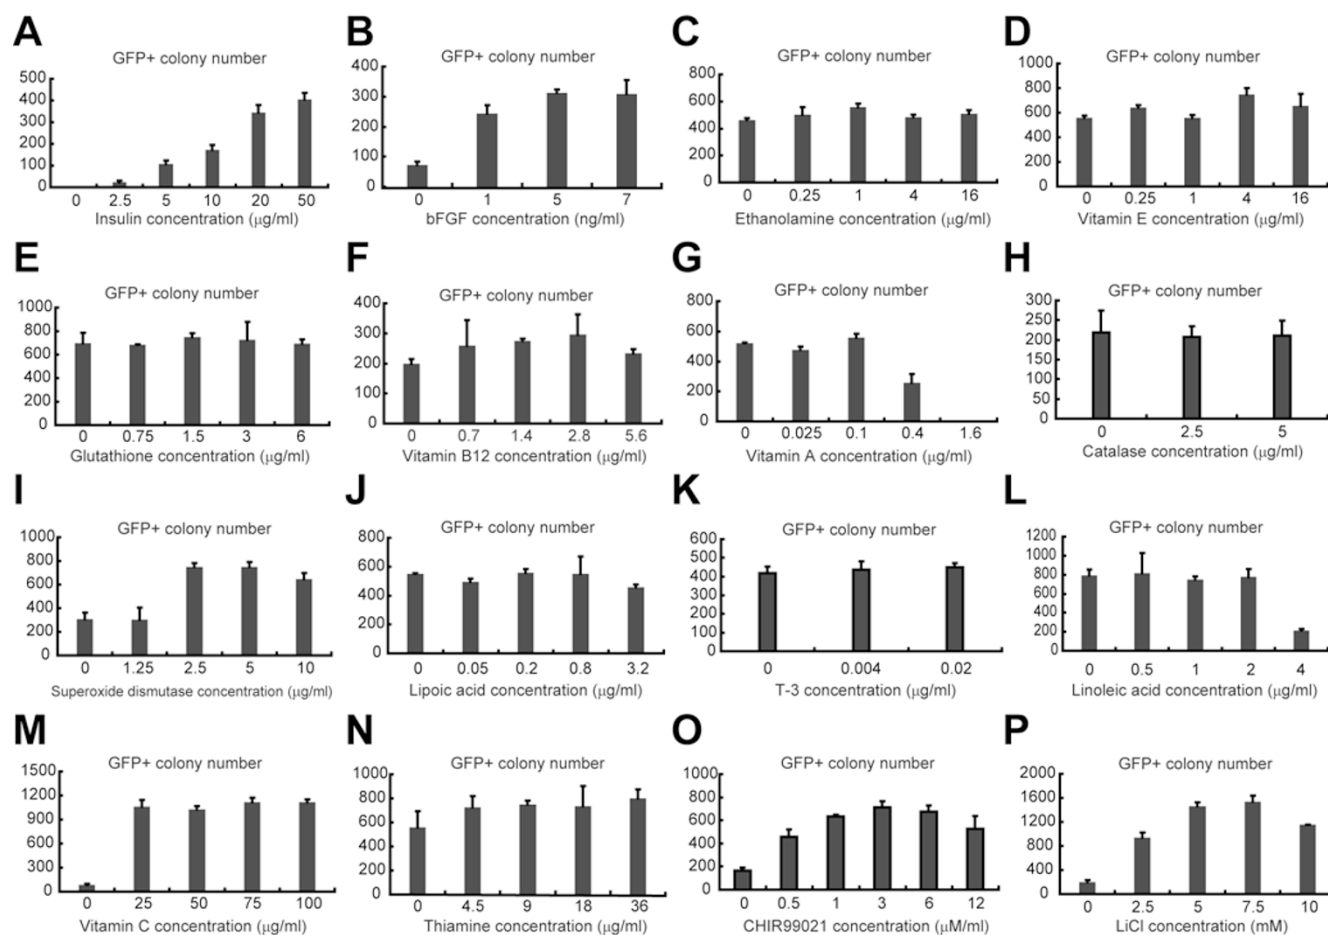 A
GFP+ colony number
500
400
300
200
100
0
0 2.5 5 10 20 50
Insulin concentration (µg/ml)
B
GFP+ colony number
400
300
200
100
0
0 1 5 7
bFGF concentration (ng/ml)
C
GFP+ colony number
800
600
400
200
0
0 0.25 1 4 16
Ethanolamine concentration (µg/ml)
D
GFP+ colony number
1000
800
600
400
200
0
0 0.25 1 4 16
Vitamin E concentration (µg/ml)
E
GFP+ colony number
1000
800
600
400
200
0
0 0.75 1.5 3 6
Glutathione concentration (µg/ml)
F
GFP+ colony number
400
300
200
100
0
0 0.7 1.4 2.8 5.6
Vitamin B12 concentration (µg/ml)
G
GFP+ colony number
800
600
400
200
0
0 0.025 0.1 0.4 1.6
Vitamin A concentration (µg/ml)
H
GFP+ colony number
300
250
200
150
100
50
0
0 2.5 5
Catalase concentration (µg/ml)
I
GFP+ colony number
1000
800
600
400
200
0
0 1.25 2.5 5 10
Superoxide dismutase concentration (µg/ml)
J
GFP+ colony number
800
600
400
200
0
0 0.05 0.2 0.8 3.2
Lipoic acid concentration (µg/ml)
K
GFP+ colony number
600
500
400
300
200
100
0
0 0.004 0.02
T-3 concentration (µg/ml)
L
GFP+ colony number
1200
1000
800
600
400
200
0
0 0.5 1 2 4
Linoleic acid concentration (µg/ml)
M
GFP+ colony number
1500
1200
900
600
300
0
0 25 50 75 100
Vitamin C concentration (µg/ml)
N
GFP+ colony number
1000
800
600
400
200
0
0 4.5 9 18 36
Thiamine concentration (µg/ml)
O
GFP+ colony number
1000
800
600
400
200
0
0 0.5 1 3 6 12
CHIR99021 concentration (µM/ml)
P
GFP+ colony number
2000
1600
1200
800
400
0
0 2.5 5 7.5 10
LiCl concentration (mM)